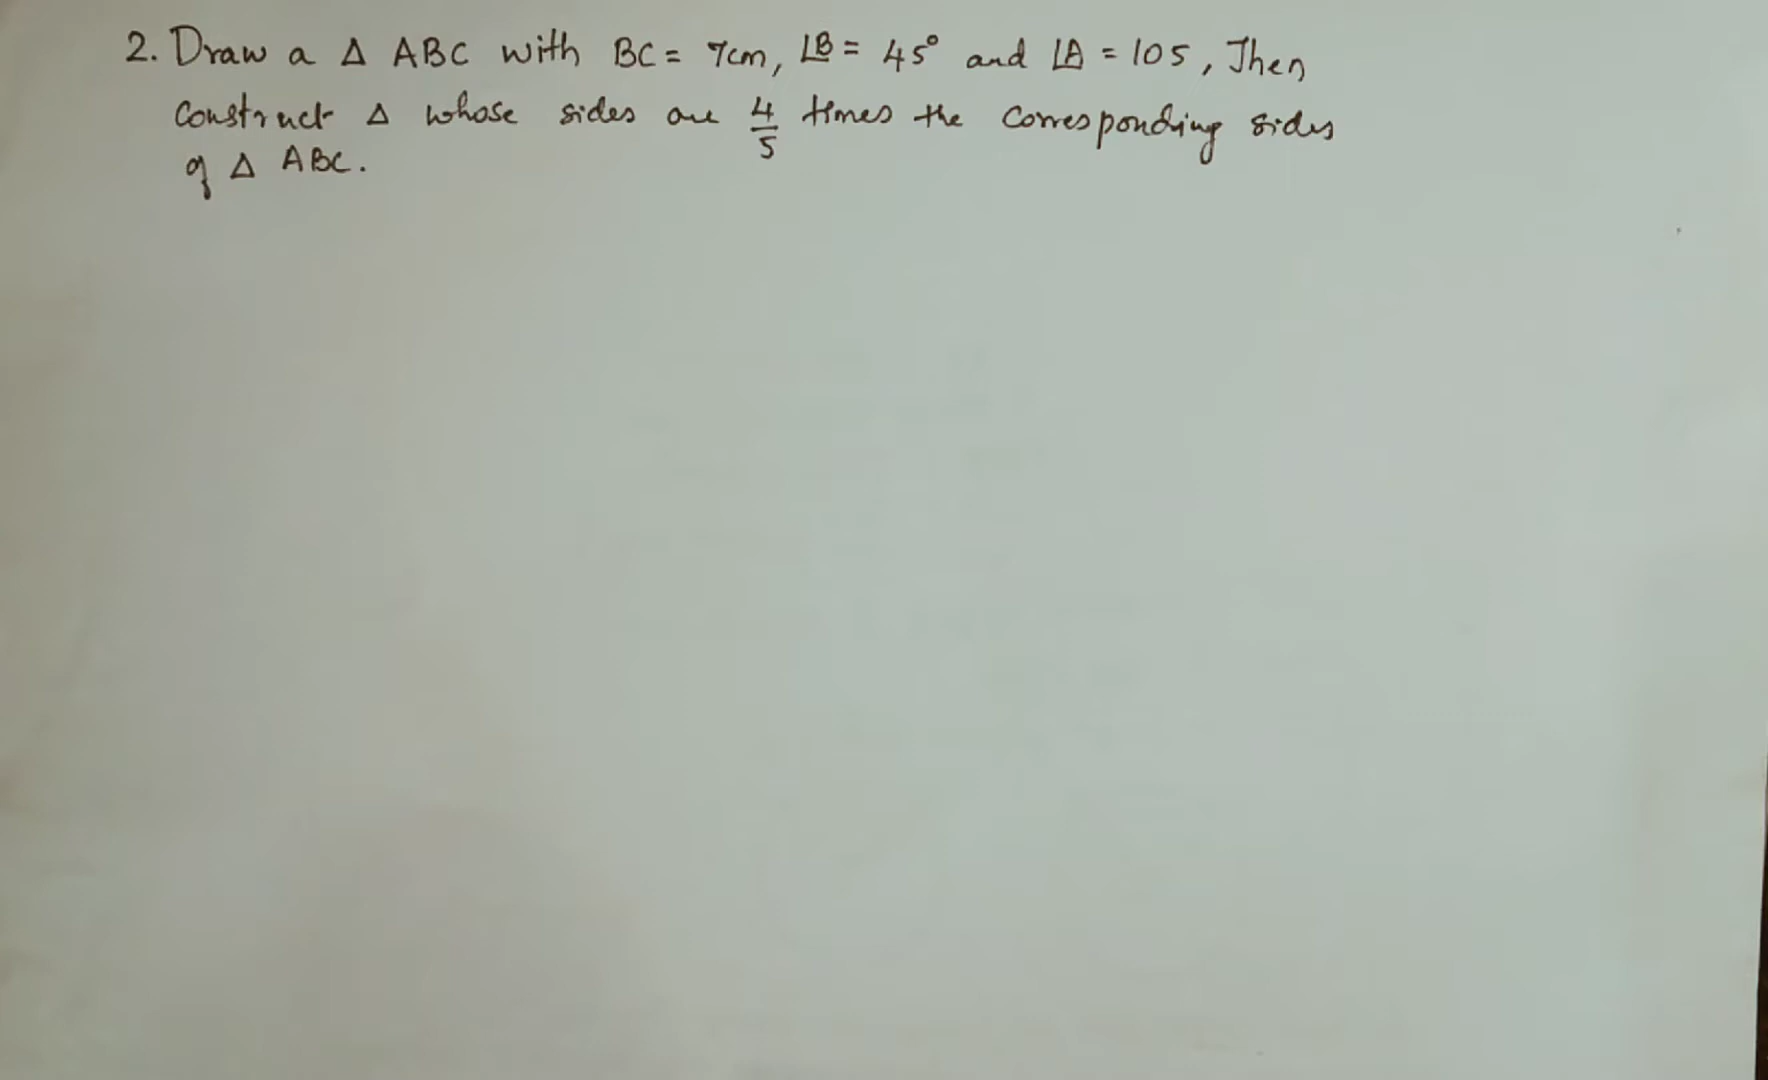 2. Draw a Δ ABC with BC = 7cm, ∠B = 45° and ∠A = 105, Then
Construct Δ whose sides are 4/5 times the corresponding sides
of Δ ABC.